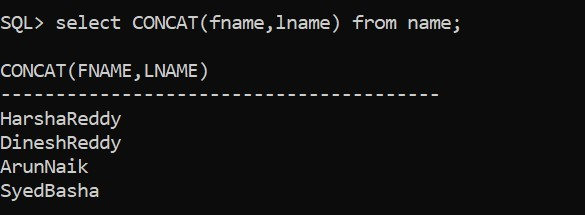 SQL> select CONCAT(fname,lname) from name;
CONCAT(FNAME,LNAME)
----------------------------------------
HarshaReddy
DineshReddy
ArunNaik
SyedBasha